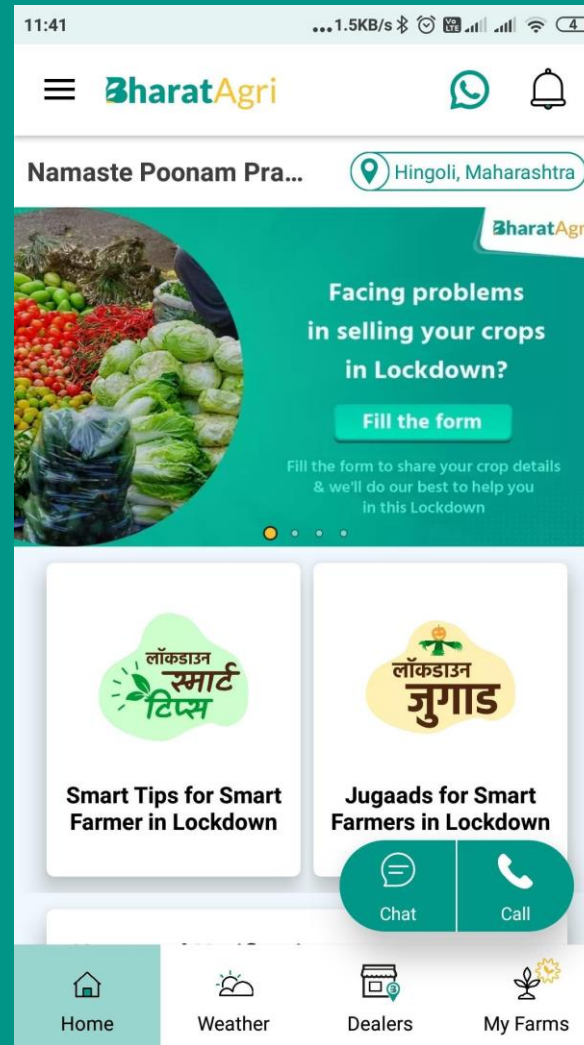 11:41
...1.5KB/s
Vo LTE
4
BharatAgri
Namaste Poonam Pra...
Hingoli, Maharashtra
BharatAgr
Facing problems
in selling your crops
in Lockdown?
Fill the form
Fill the form to share your crop details
& we'll do our best to help you
in this Lockdown
लॉकडाउन
स्मार्ट
टिप्स
लॉकडाउन
जुगाड
Smart Tips for Smart
Farmer in Lockdown
Jugaads for Smart
Farmers in Lockdown
Chat
Call
Home
Weather
Dealers
My Farms